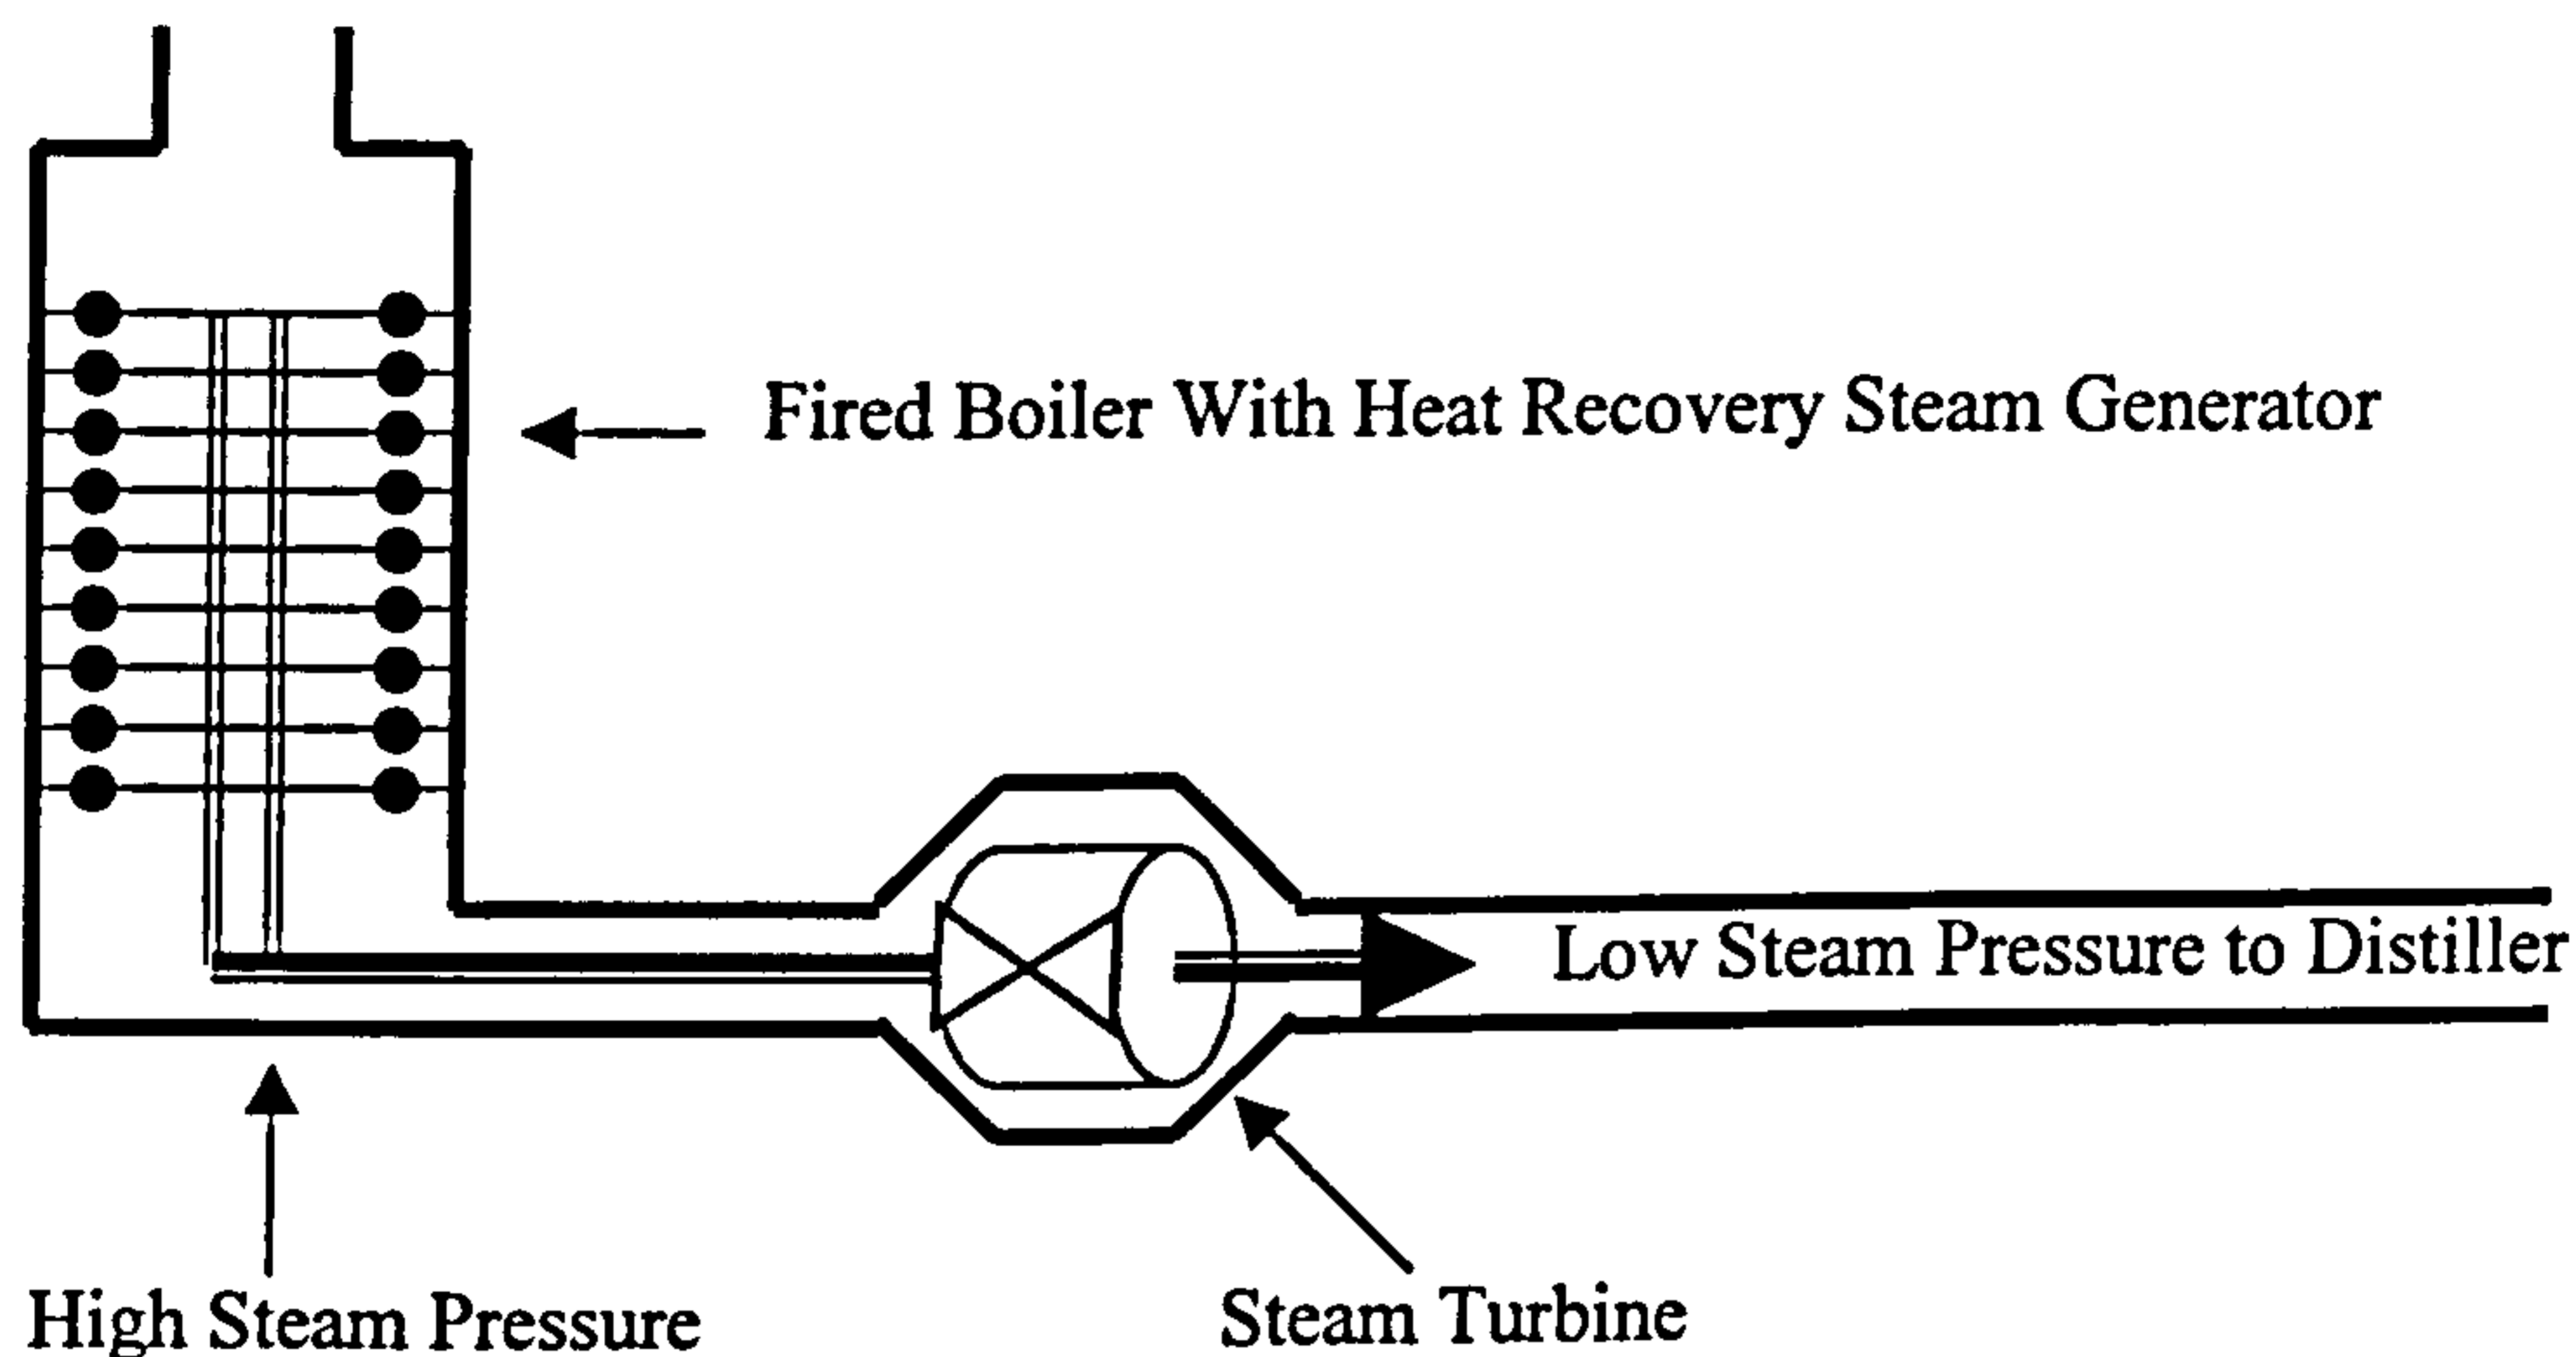 Fired Boiler With Heat Recovery Steam Generator
Low Steam Pressure to Distiller
High Steam Pressure
Steam Turbine